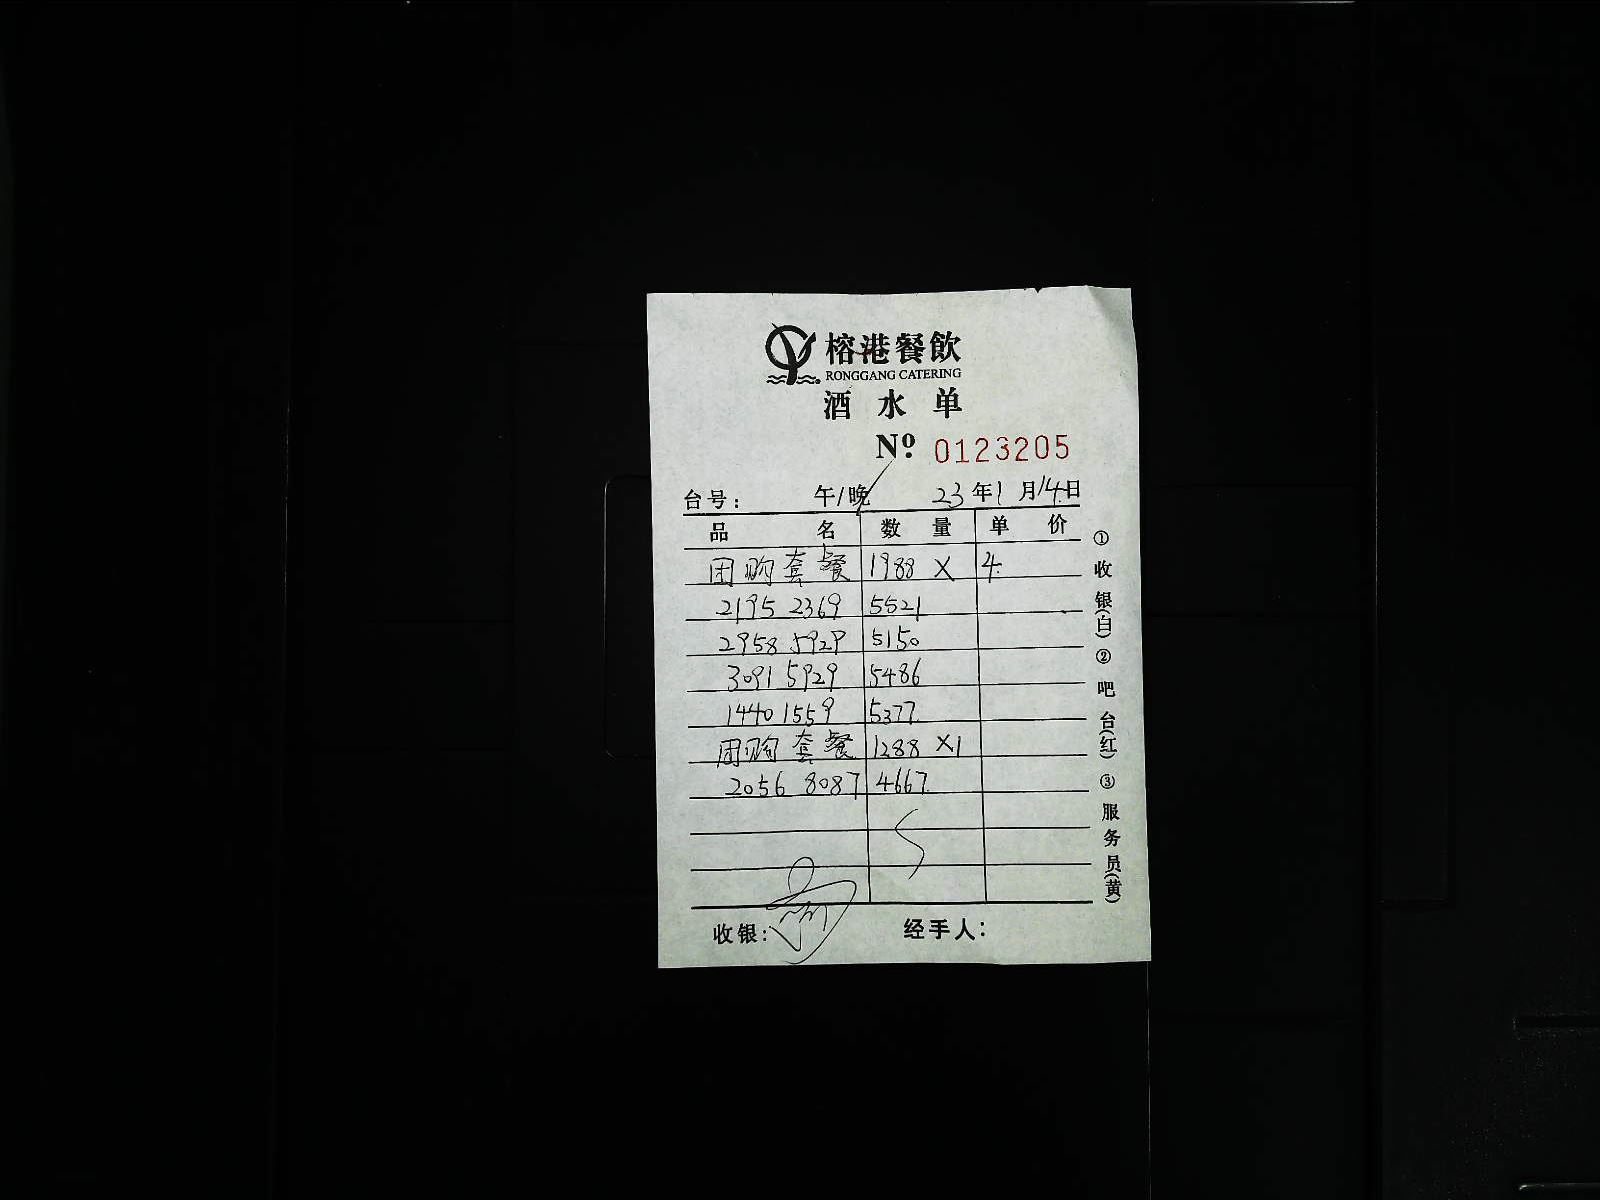 榕港餐飲
RONGGANG CATERING
酒水单
Nº 0123205
台号: 午/晚 23年1月14日
品名 数量 单价
团购套餐 1988 X 4
2195 2369 5521
2958 5929 5150
3091 5929 5486
1440 1559 5377
团购套餐 1288 X1
2056 8087 4667
收银: 经手人:
①收银(白)②吧台(红)③服务员(黄)